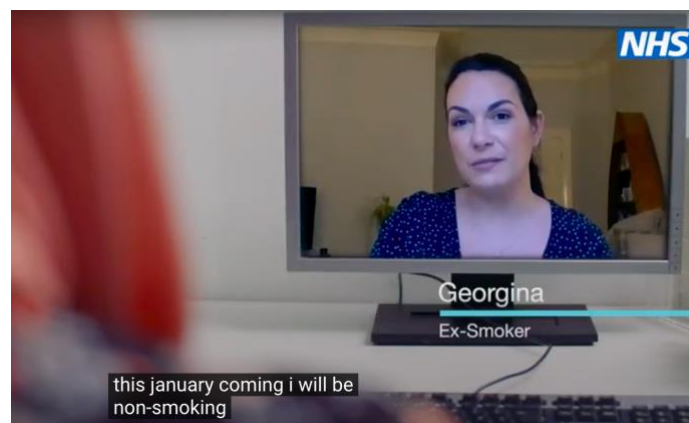 NHS
Georgina
Ex-Smoker
this january coming i will be
non-smoking